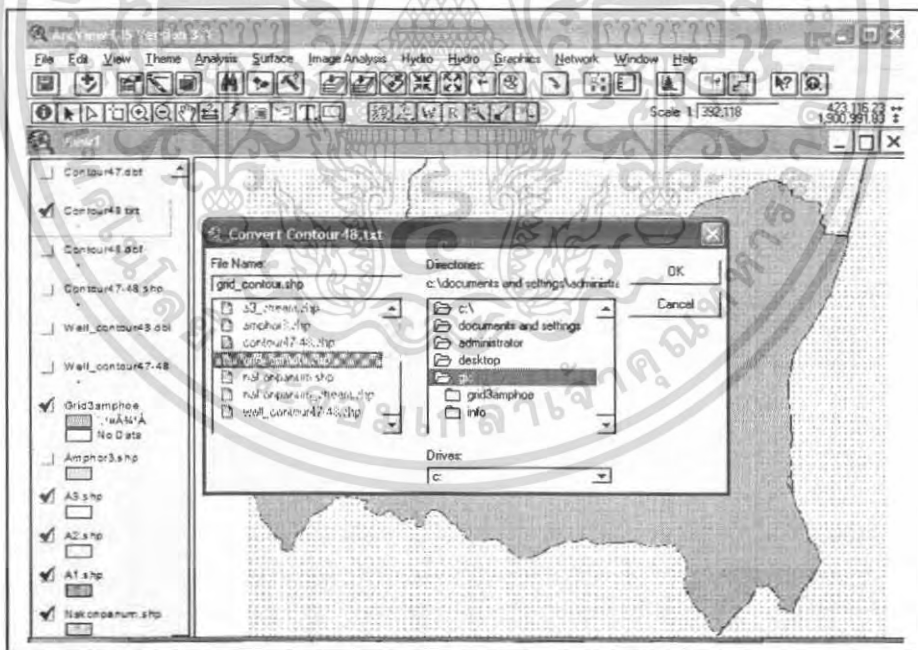 ArcView GIS Version 3.
File Edit View Theme Analysis Surface Image Analysis Hydro Hydro Graphics Network Window Help
Scale 1: 392,118
423,116.23
1,900,991.83
View1
Contour47.dbf
Contour48.txt
Contour48.dbf
Contour47-48.shp
Well_contour48.dbf
Well_contour47-48
Grid3amphoe
No Data
Amphor3.shp
A3.shp
A2.shp
A1.shp
Nakonpanum.shp
Convert Contour48.txt
File Name:
grid_contour.shp
a3_stream.shp
amphor3.shp
contour47-48.shp
nakonpanum.shp
nakonpanum_stream.shp
well_contour47-48.shp
Directories:
c:\documents and settings\administra
c:\
documents and settings
administrator
desktop
grid3amphoe
info
Drives:
c:
OK
Cancel